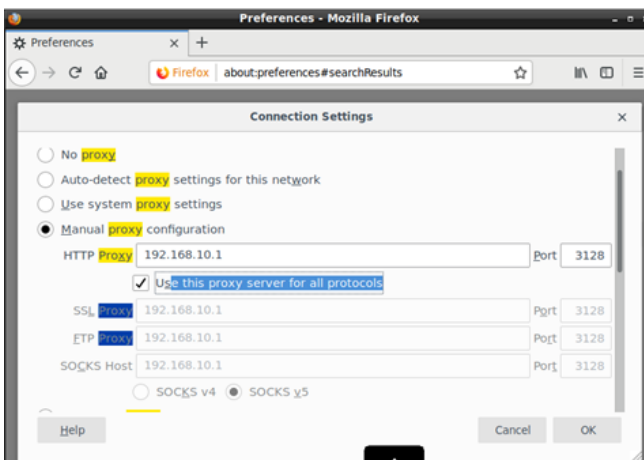 Preferences - Mozilla Firefox
Preferences × +
Firefox about:preferences#searchResults
Connection Settings ×
No proxy
Auto-detect proxy settings for this network
Use system proxy settings
Manual proxy configuration
HTTP Proxy 192.168.10.1 Port 3128
Use this proxy server for all protocols
SSL Proxy 192.168.10.1 Port 3128
FTP Proxy 192.168.10.1 Port 3128
SOCKS Host 192.168.10.1 Port 3128
SOCKS v4 SOCKS v5
Help Cancel OK